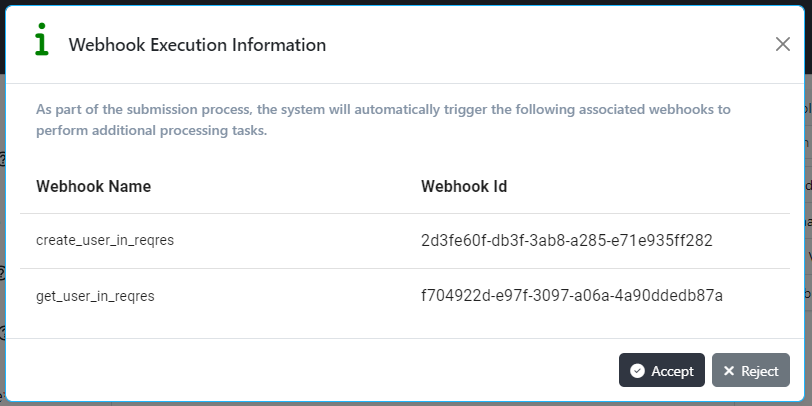 Webhook Execution Information
As part of the submission process, the system will automatically trigger the following associated webhooks to
perform additional processing tasks.
Webhook Name Webhook Id
create_user_in_reqres 2d3fe60f-db3f-3ab8-a285-e71e935ff282
get_user_in_reqres f704922d-e97f-3097-a06a-4a90ddedb87a
Accept Reject